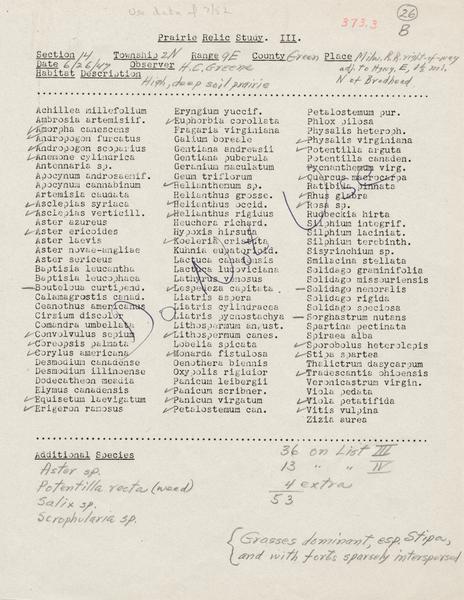 Use data of 7/52
373.3
26
B
Prairie Relic Study. III.
Section 14 Township 2N Range 9E County Green Place Milw. R.R. right-of-way
Date 6/26/47 Observer H.C. Greene adj. to Hgwy. E, 1½ mi.
Habitat Description N of Brodhead
High, deep soil prairie
Do Not Use
Achillea millefolium
Ambrosia artemisiif.
✓Amorpha canescens
✓Andropogon furcatus
✓Andropogon scoparius
✓Anemone cylindrica
Antennaria sp.
Apocynum androsaemif.
Apocynum cannabinum
Artemisia caudata
✓Asclepias syriaca
✓Asclepias verticill.
Aster azureus
✓Aster ericoides
Aster laevis
Aster novae-angliae
Aster sericeus
Baptisia leucantha
Baptisia leucophaea
—Bouteloua curtipend.
Calamagrostis canad.
Ceanothus americanus
Cirsium discolor
Comandra umbellata
✓Convolvulus sepium
✓Coreopsis palmata
✓Corylus americana
Desmodium canadense
Desmodium illinoense
Dodecatheon meadia
Elymus canadensis
✓Equisetum laevigatum
✓Erigeron ramosus
Eryngium yuccif.
✓Euphorbia corollata
Fragaria virginiana
Galium boreale
Gentiana andrewsii
Gentiana puberula
Geranium maculatum
Geum triflorum
✓Helianthemum sp.
Helianthus grosse.
✓Helianthus occid.
✓Helianthus rigidus
Heuchera richard.
Hypoxis hirsuta
✓Koeleria cristata
Kuhnia eupatorioid.
Lactuca canadensis
Lactuca ludoviciana
Lathyrus venosus
✓Lespedeza capitata
Liatris aspera
Liatris cylindracea
Liatris pycnostachya
Lithospermum angust.
✓Lithospermum canes.
Lobelia spicata
✓Monarda fistulosa
Oenothera biennis
Oxypolis rigidior
Panicum leibergii
✓Panicum scribner.
✓Panicum virgatum
✓Petalostemum can.
Petalostemum pur.
Phlox pilosa
Physalis heteroph.
✓Physalis virginiana
✓Potentilla arguta
Potentilla canaden.
Pycnanthemum virg.
✓Quercus macrocarpa
Ratibida pinnata
✓Rhus glabra
✓Rosa sp.
Rudbeckia hirta
Silphium integrif.
Silphium laciniat.
Silphium terebinth.
Sisyrinchium sp.
Smilacina stellata
Solidago graminifolia
Solidago missouriensis
Solidago nemoralis
Solidago rigida
Solidago speciosa
—Sorghastrum nutans
Spartina pectinata
Spiraea alba
✓Sporobolus heterolepis
✓Stipa spartea
Thalictrum dasycarpum
✓Tradescantia ohioensis
Veronicastrum virgin.
Viola pedata
✓Viola pedatifida
✓Vitis vulpina
Zizia aurea
Additional Species
Aster sp.
Potentilla recta (weed)
Salix sp.
Scrophularia sp.
36 on List III
13 " " IV
4 extra
53
{Grasses dominant, esp. Stipa,
and with forbs sparsely interspersed